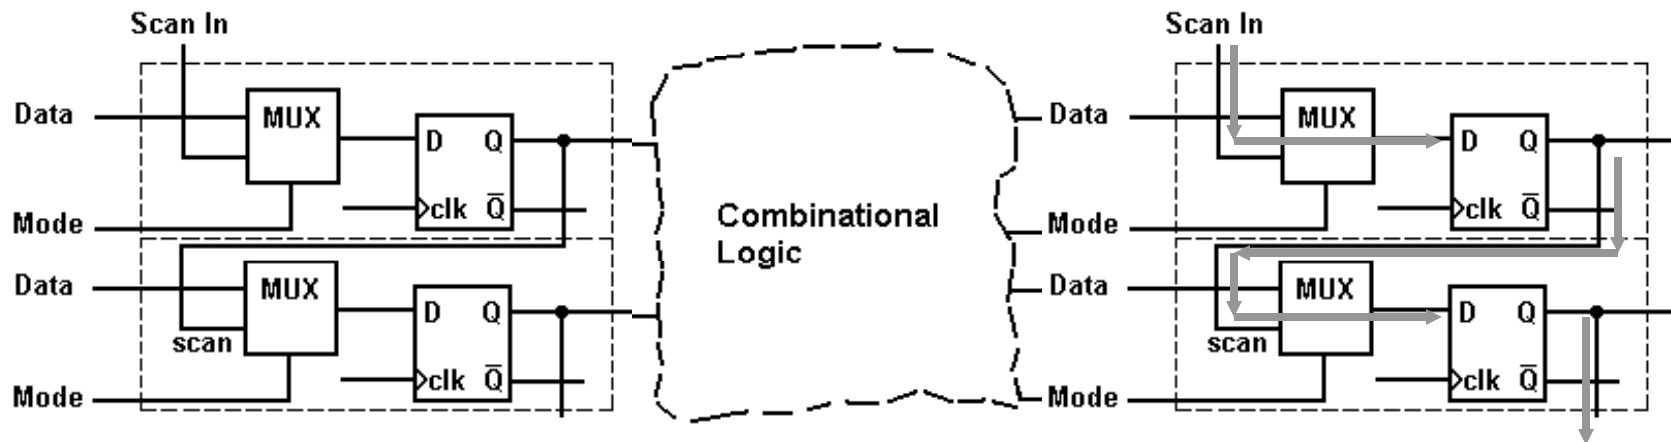 Scan In
Data
MUX
D
Q
clk
Q̅
Mode
Data
MUX
D
Q
scan
clk
Q̅
Mode
Combinational
Logic
Scan In
Data
MUX
D
Q
clk
Q̅
Mode
Data
MUX
D
Q
scan
clk
Q̅
Mode